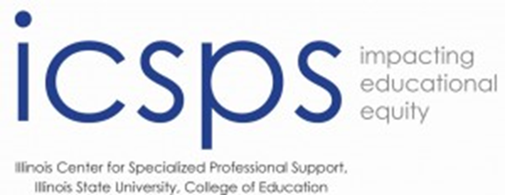 icsps
impacting
educational
equity
Illinois Center for Specialized Professional Support,
Illinois State University, College of Education